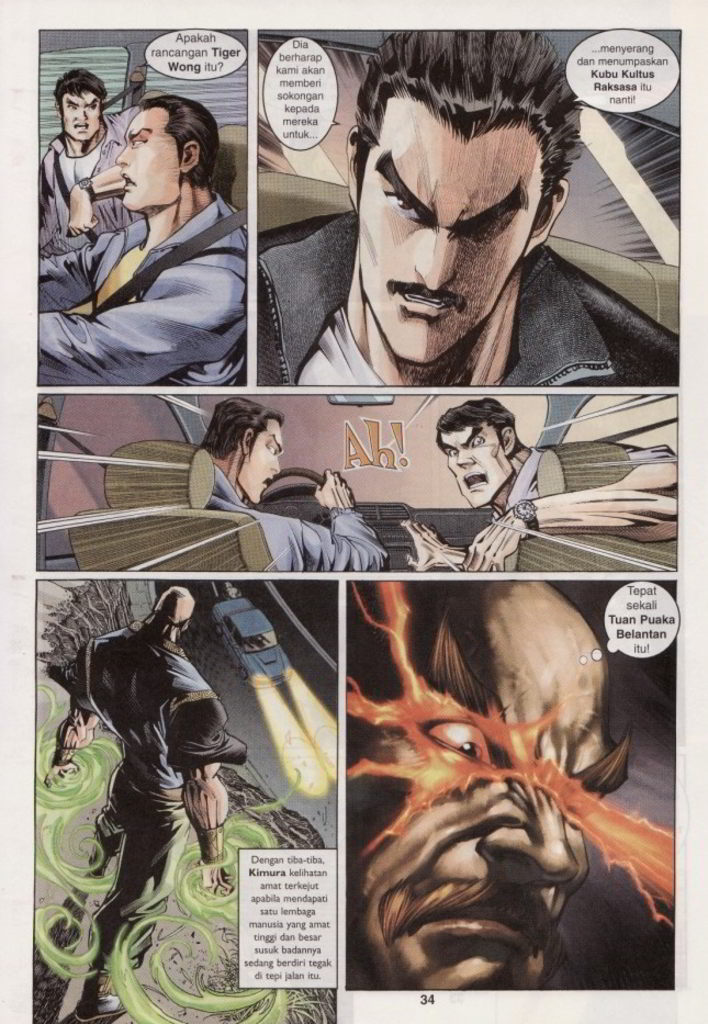 Apakah
rancangan Tiger
Wong itu?
Dia
berharap
kami akan
memberi
sokongan
kepada
mereka
untuk...
...menyerang
dan menumpaskan
Kubu Kultus
Raksasa itu
nanti!
Ah!
Dengan tiba-tiba,
Kimura kelihatan
amat terkejut
apabila mendapati
satu lembaga
manusia yang amat
tinggi dan besar
susuk badannya
sedang berdiri tegak
di tepi jalan itu.
Tepat
sekali
Tuan Puaka
Belantan
itu!
34